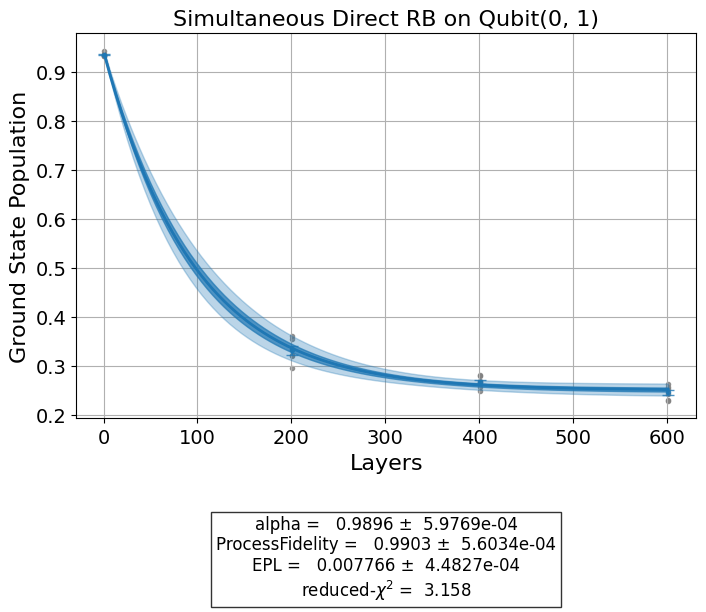 Simultaneous Direct RB on Qubit(0, 1)
Ground State Population
0.9
0.8
0.7
0.6
0.5
0.4
0.3
0.2
0 100 200 300 400 500 600
Layers
alpha = 0.9896 ± 5.9769e-04
ProcessFidelity = 0.9903 ± 5.6034e-04
EPL = 0.007766 ± 4.4827e-04
reduced-χ² = 3.158